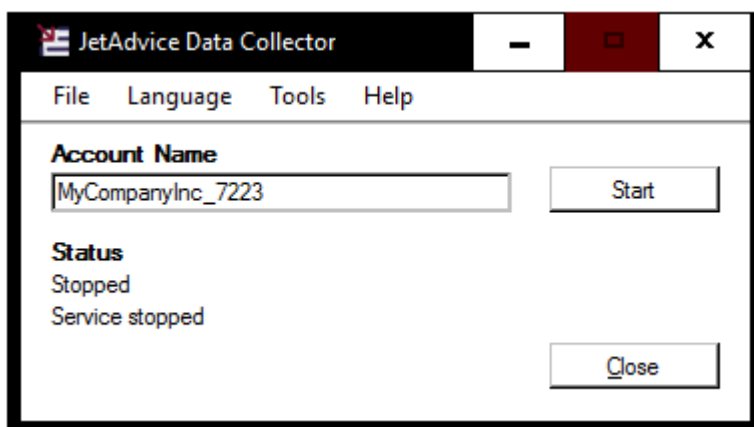 JetAdvice Data Collector
File Language Tools Help
Account Name
MyCompanyInc_7223
Start
Status
Stopped
Service stopped
Close